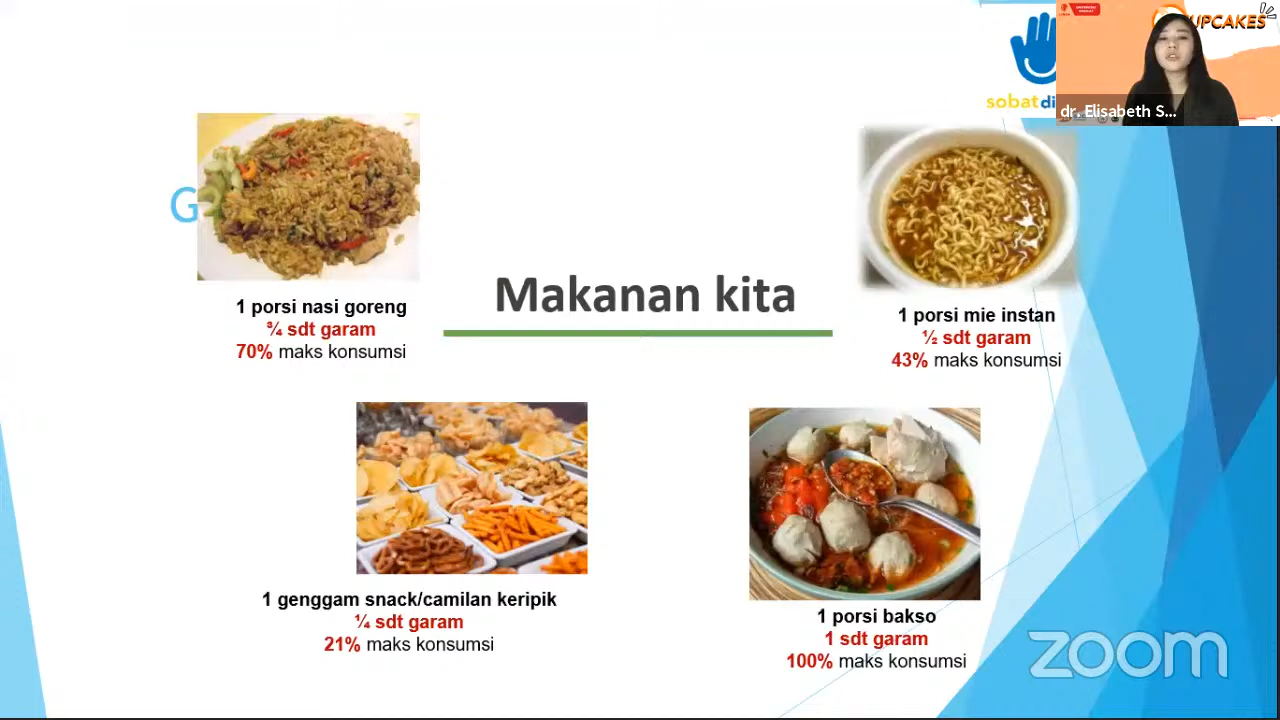 UPCAKES
sobatdi
dr. Elisabeth S...
G
1 porsi nasi goreng
¾ sdt garam
70% maks konsumsi
Makanan kita
1 porsi mie instan
½ sdt garam
43% maks konsumsi
1 genggam snack/camilan keripik
¼ sdt garam
21% maks konsumsi
1 porsi bakso
1 sdt garam
100% maks konsumsi
zoom